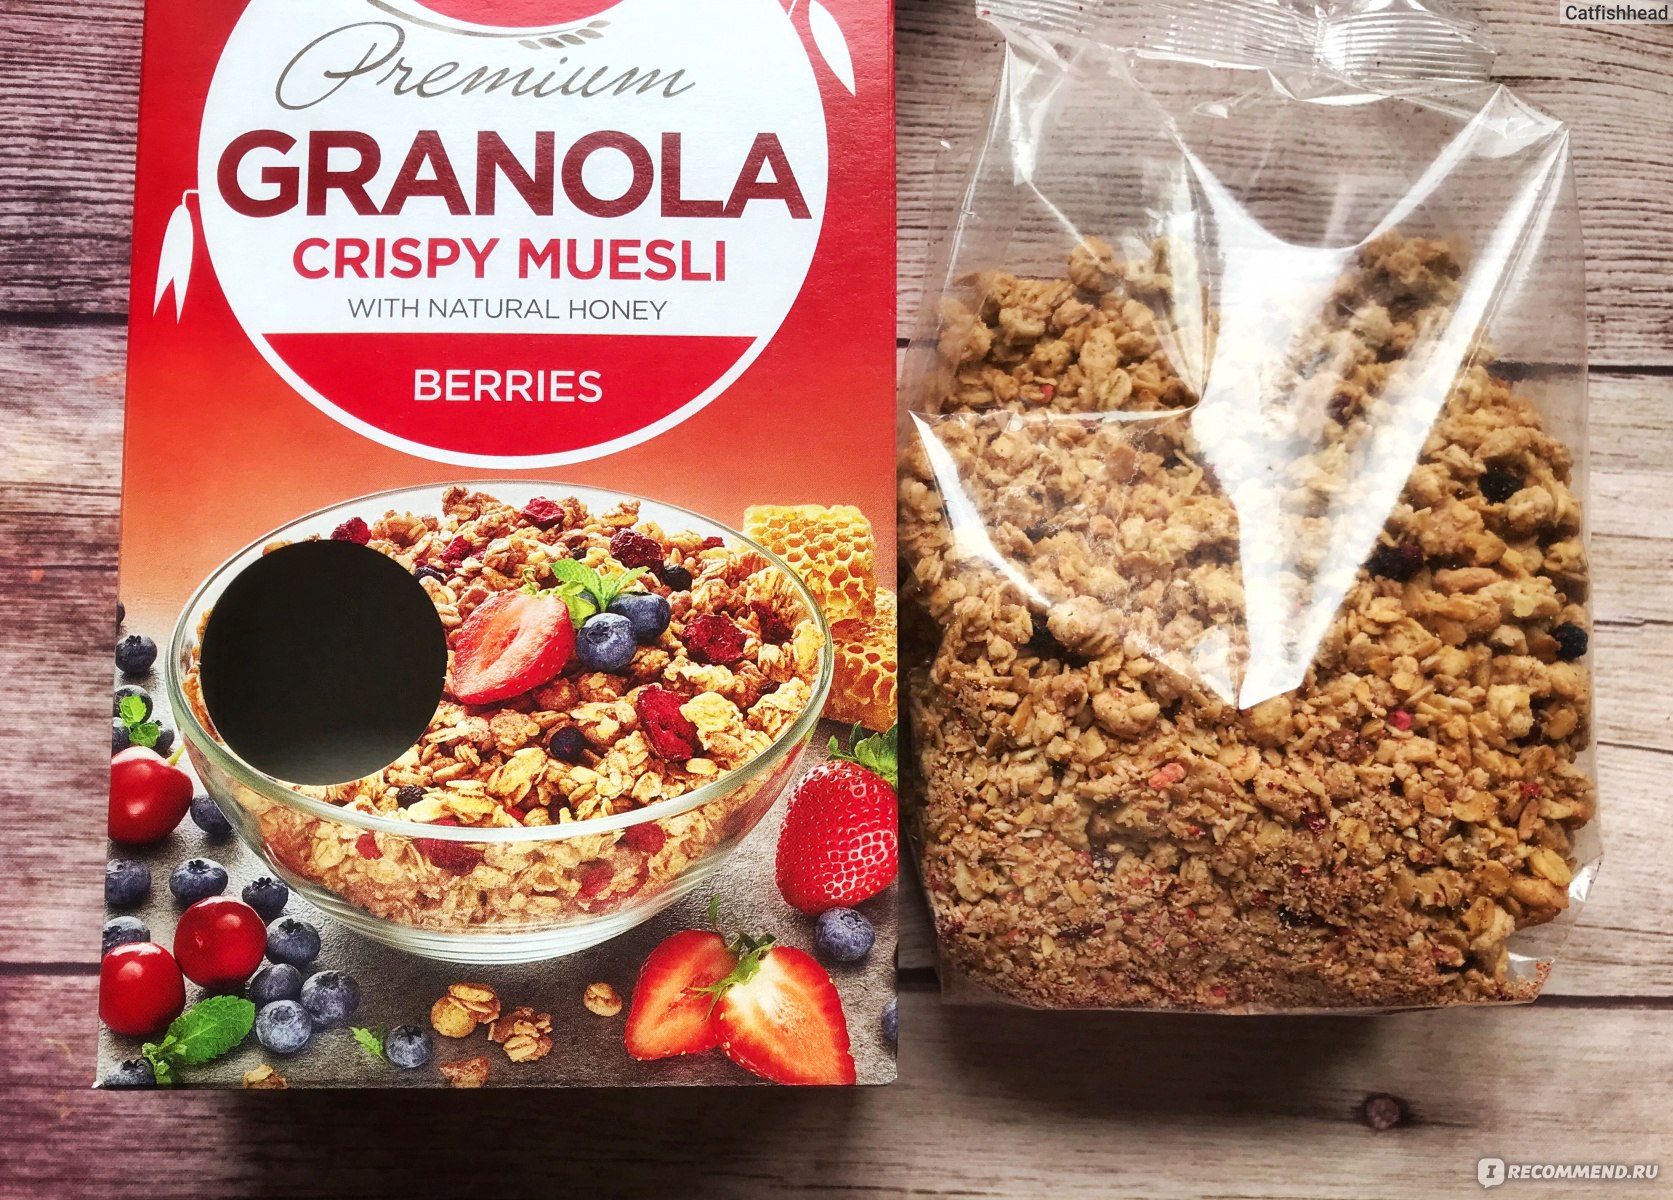 Catfishhead
Premium
GRANOLA
CRISPY MUESLI
WITH NATURAL HONEY
BERRIES
I RECOMMEND.RU